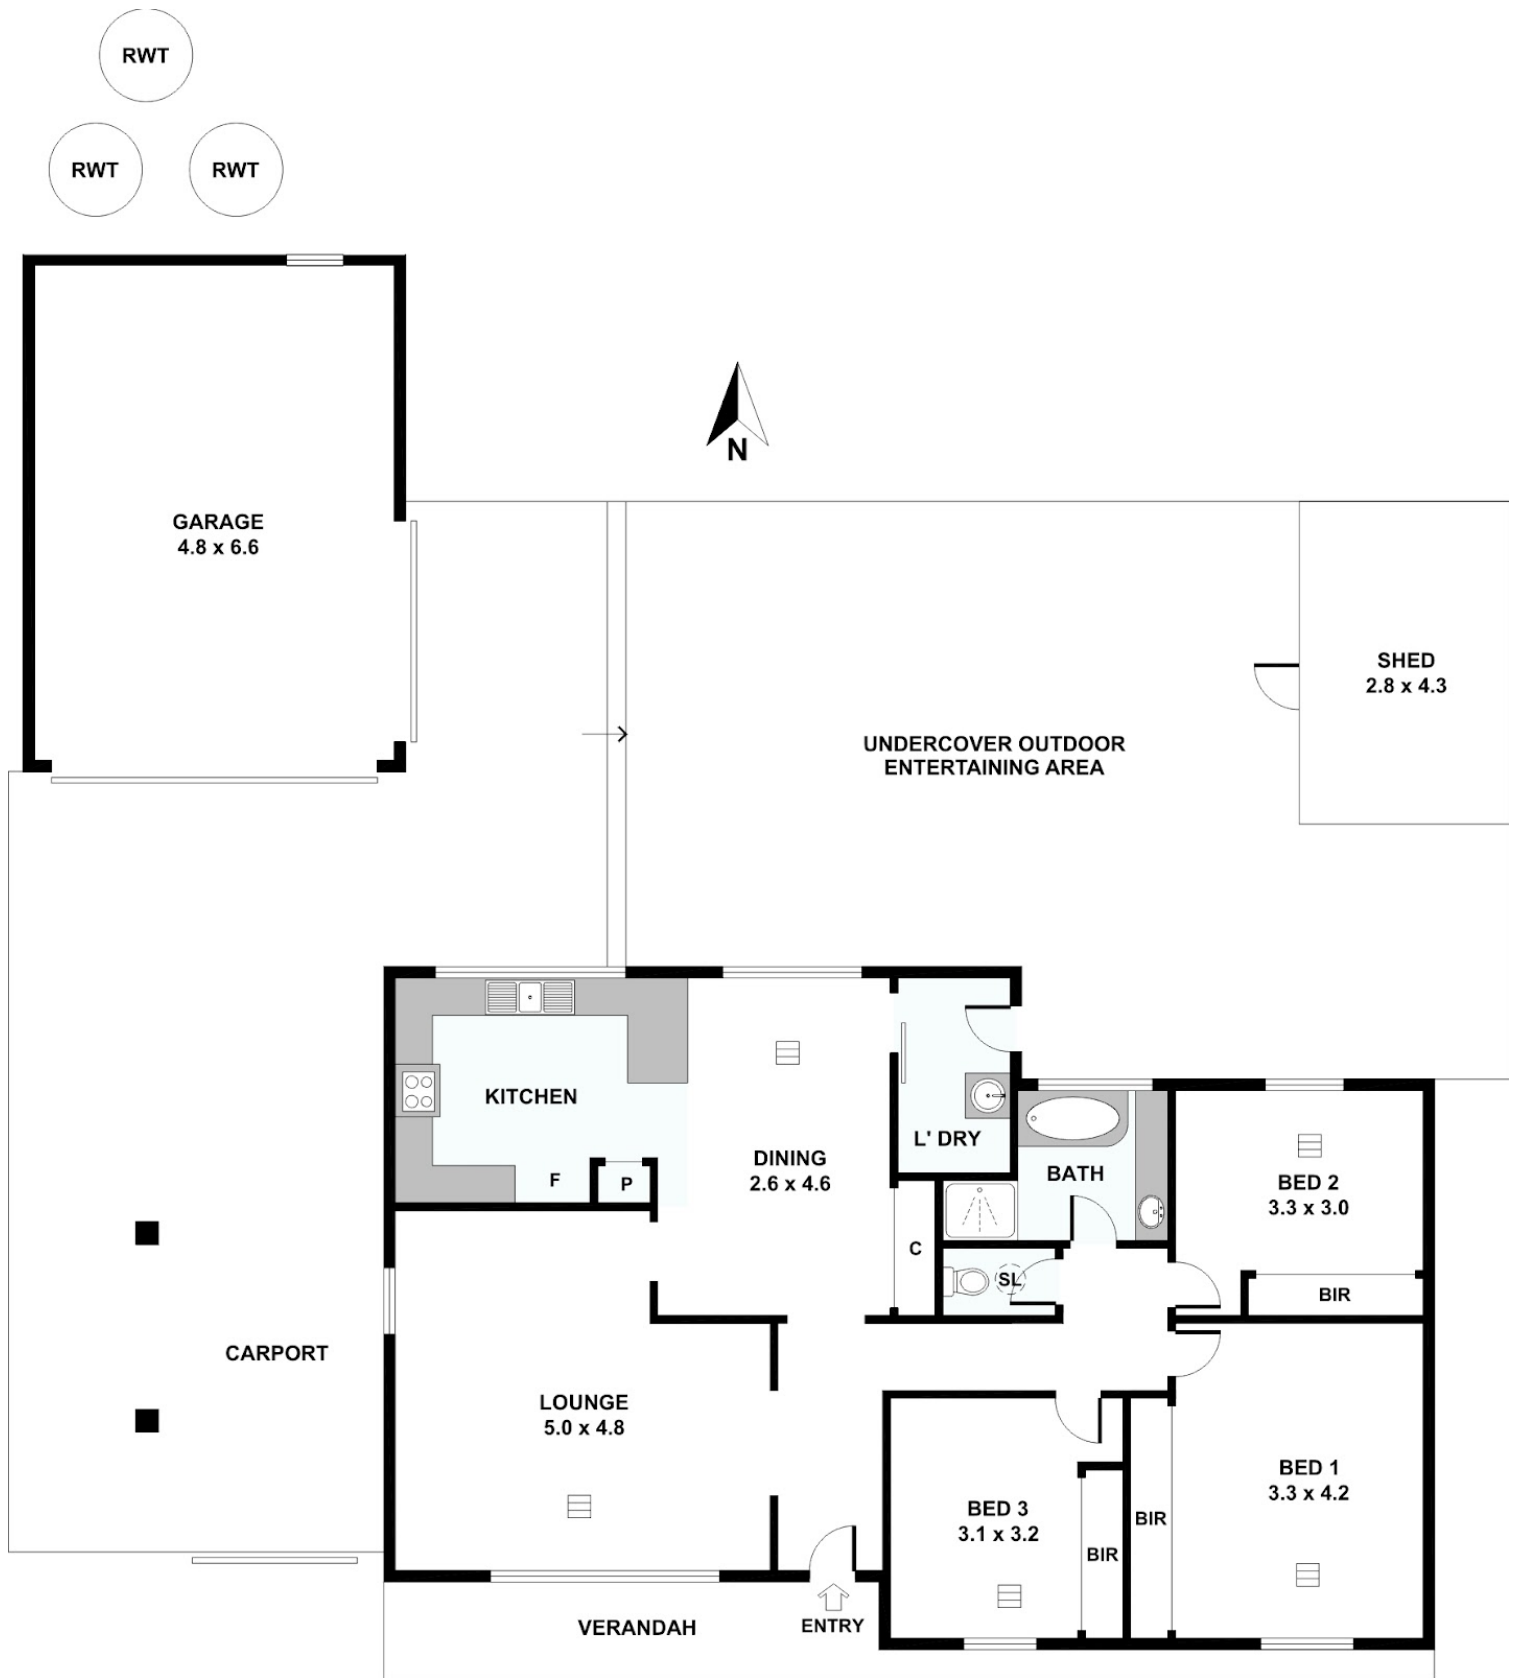 RWT
RWT
RWT
N
GARAGE
4.8 x 6.6
SHED
2.8 x 4.3
UNDERCOVER OUTDOOR
ENTERTAINING AREA
KITCHEN
L' DRY
DINING
2.6 x 4.6
BATH
F
P
BED 2
3.3 x 3.0
C
SL
BIR
CARPORT
LOUNGE
5.0 x 4.8
BED 1
3.3 x 4.2
BED 3
3.1 x 3.2
BIR
BIR
VERANDAH
ENTRY